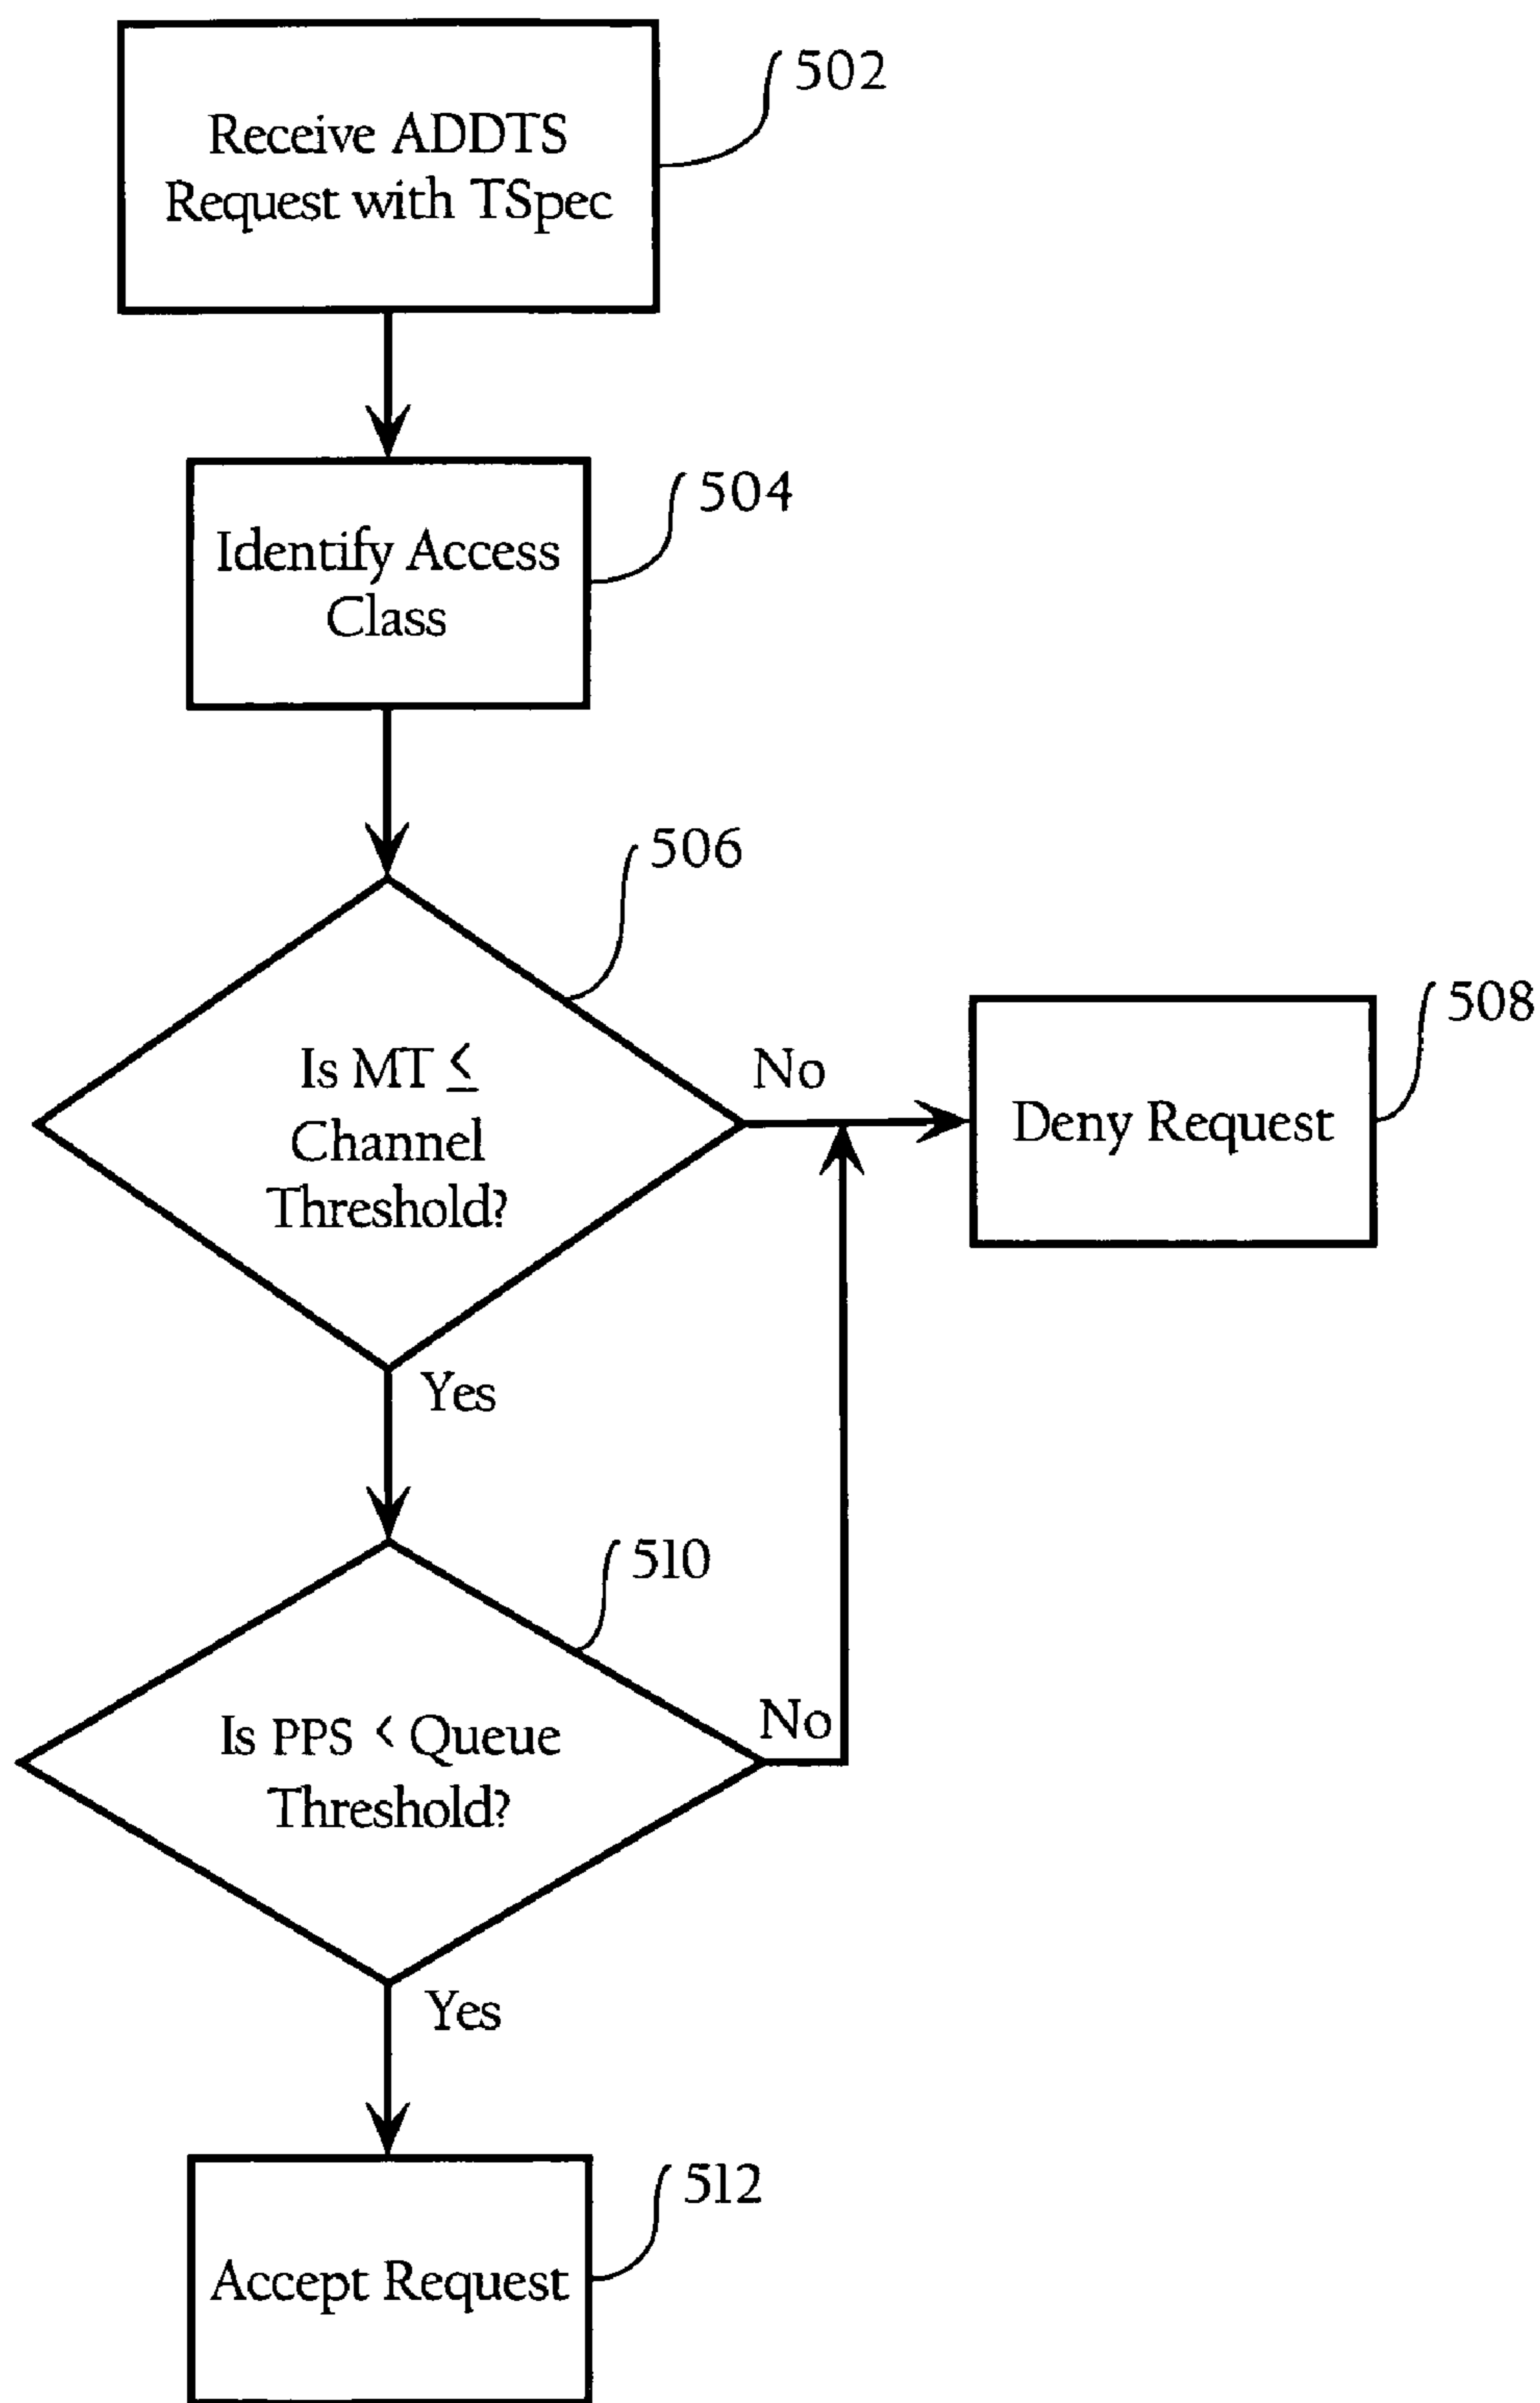 502
Receive ADDTS
Request with TSpec
504
Identify Access
Class
506
Is MT ≤
Channel
Threshold?
No
508
Deny Request
Yes
510
Is PPS < Queue
Threshold?
No
Yes
512
Accept Request